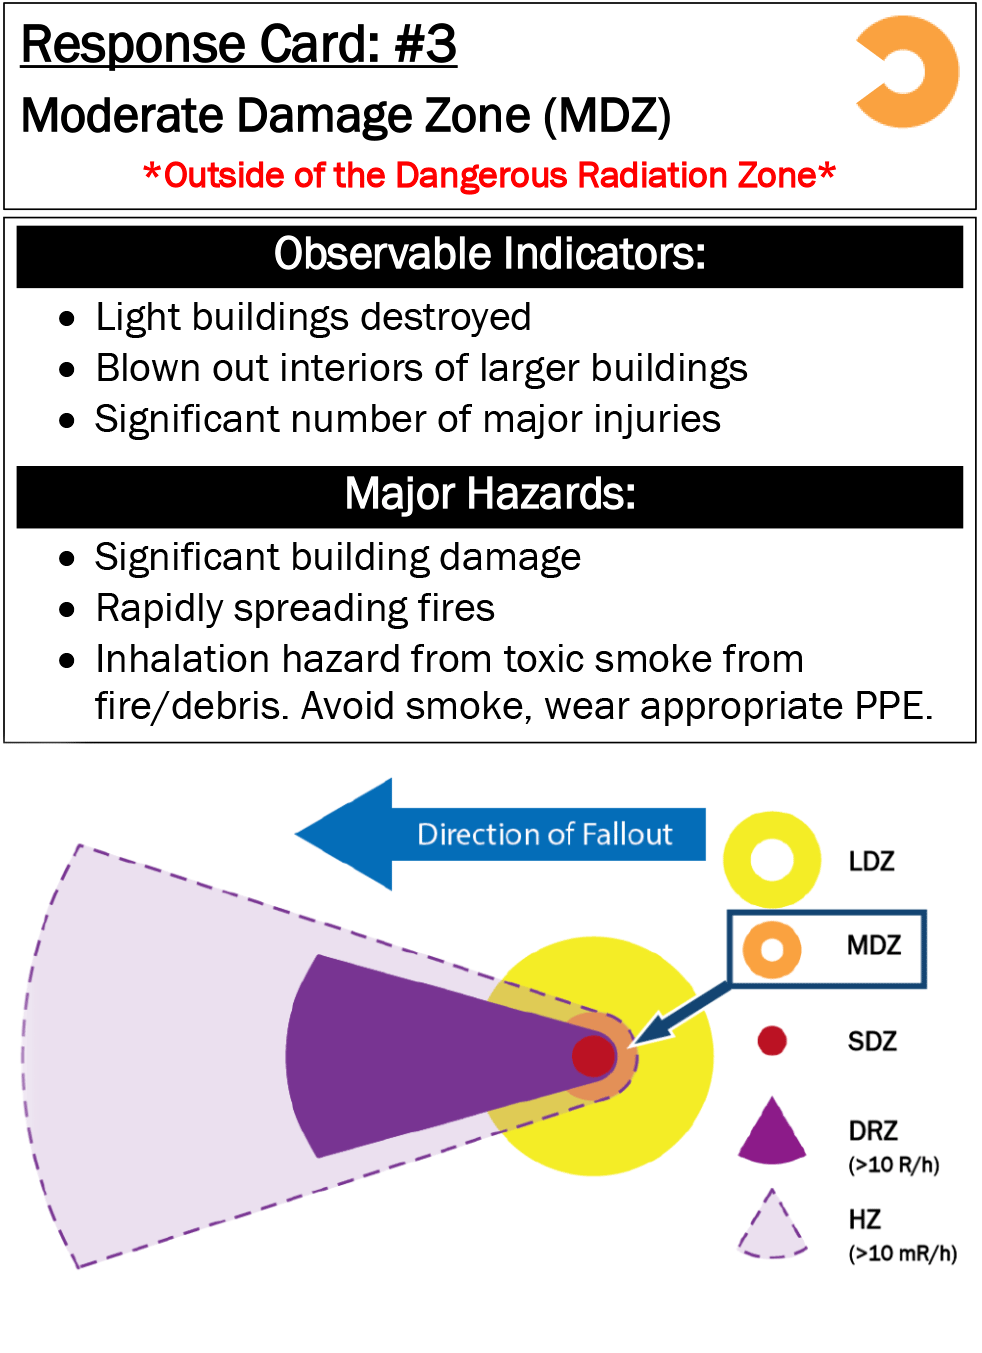 Response Card: #3
Moderate Damage Zone (MDZ)
*Outside of the Dangerous Radiation Zone*
Observable Indicators:
• Light buildings destroyed
• Blown out interiors of larger buildings
• Significant number of major injuries
Major Hazards:
• Significant building damage
• Rapidly spreading fires
• Inhalation hazard from toxic smoke from
fire/debris. Avoid smoke, wear appropriate PPE.
Direction of Fallout
LDZ
MDZ
SDZ
DRZ
(>10 R/h)
HZ
(>10 mR/h)